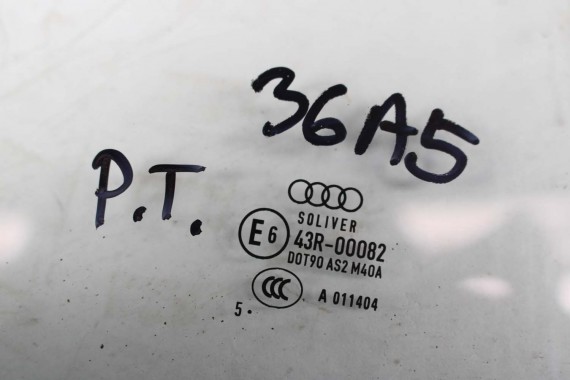 36A5
P.T.
SOLIVER
E6 43R-00082
DOT90 AS2 M40A
CCC A 011404
5.